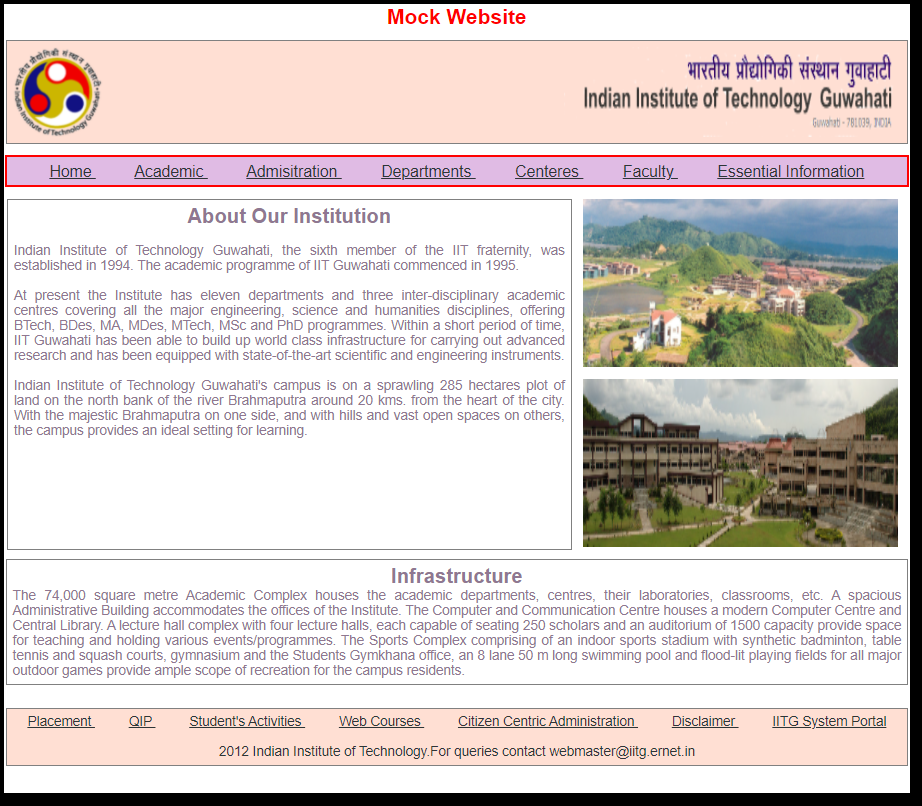 Mock Website
भारतीय प्रौद्योगिकी संस्थान गुवाहाटी
भारतीय प्रौद्योगिकी संस्थान गुवाहाटी
Indian Institute of Technology Guwahati
Indian Institute of Technology Guwahati
Guwahati - 781039, INDIA
Home Academic Admisitration Departments Centeres Faculty Essential Information
About Our Institution
Indian Institute of Technology Guwahati, the sixth member of the IIT fraternity, was
established in 1994. The academic programme of IIT Guwahati commenced in 1995.
At present the Institute has eleven departments and three inter-disciplinary academic
centres covering all the major engineering, science and humanities disciplines, offering
BTech, BDes, MA, MDes, MTech, MSc and PhD programmes. Within a short period of time,
IIT Guwahati has been able to build up world class infrastructure for carrying out advanced
research and has been equipped with state-of-the-art scientific and engineering instruments.
Indian Institute of Technology Guwahati's campus is on a sprawling 285 hectares plot of
land on the north bank of the river Brahmaputra around 20 kms. from the heart of the city.
With the majestic Brahmaputra on one side, and with hills and vast open spaces on others,
the campus provides an ideal setting for learning.
Infrastructure
The 74,000 square metre Academic Complex houses the academic departments, centres, their laboratories, classrooms, etc. A spacious
Administrative Building accommodates the offices of the Institute. The Computer and Communication Centre houses a modern Computer Centre and
Central Library. A lecture hall complex with four lecture halls, each capable of seating 250 scholars and an auditorium of 1500 capacity provide space
for teaching and holding various events/programmes. The Sports Complex comprising of an indoor sports stadium with synthetic badminton, table
tennis and squash courts, gymnasium and the Students Gymkhana office, an 8 lane 50 m long swimming pool and flood-lit playing fields for all major
outdoor games provide ample scope of recreation for the campus residents.
Placement QIP Student's Activities Web Courses Citizen Centric Administration Disclaimer IITG System Portal
2012 Indian Institute of Technology.For queries contact webmaster@iitg.ernet.in